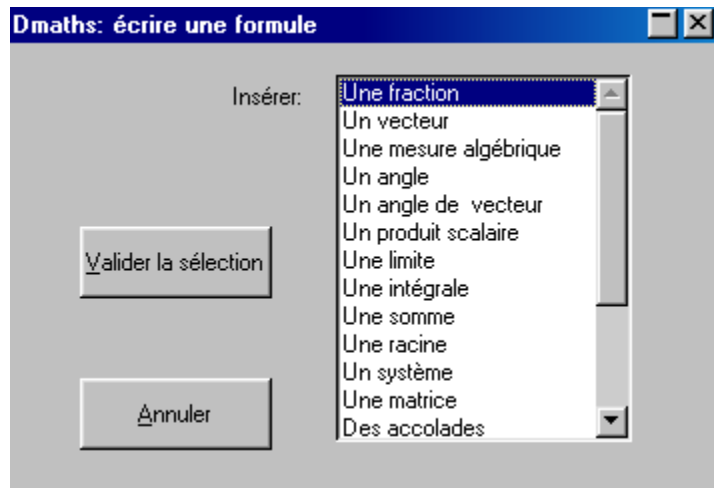 Dmaths: écrire une formule
Insérer:
Une fraction
Un vecteur
Une mesure algébrique
Un angle
Un angle de  vecteur
Un produit scalaire
Une limite
Une intégrale
Une somme
Une racine
Un système
Une matrice
Des accolades
Valider la sélection
Annuler